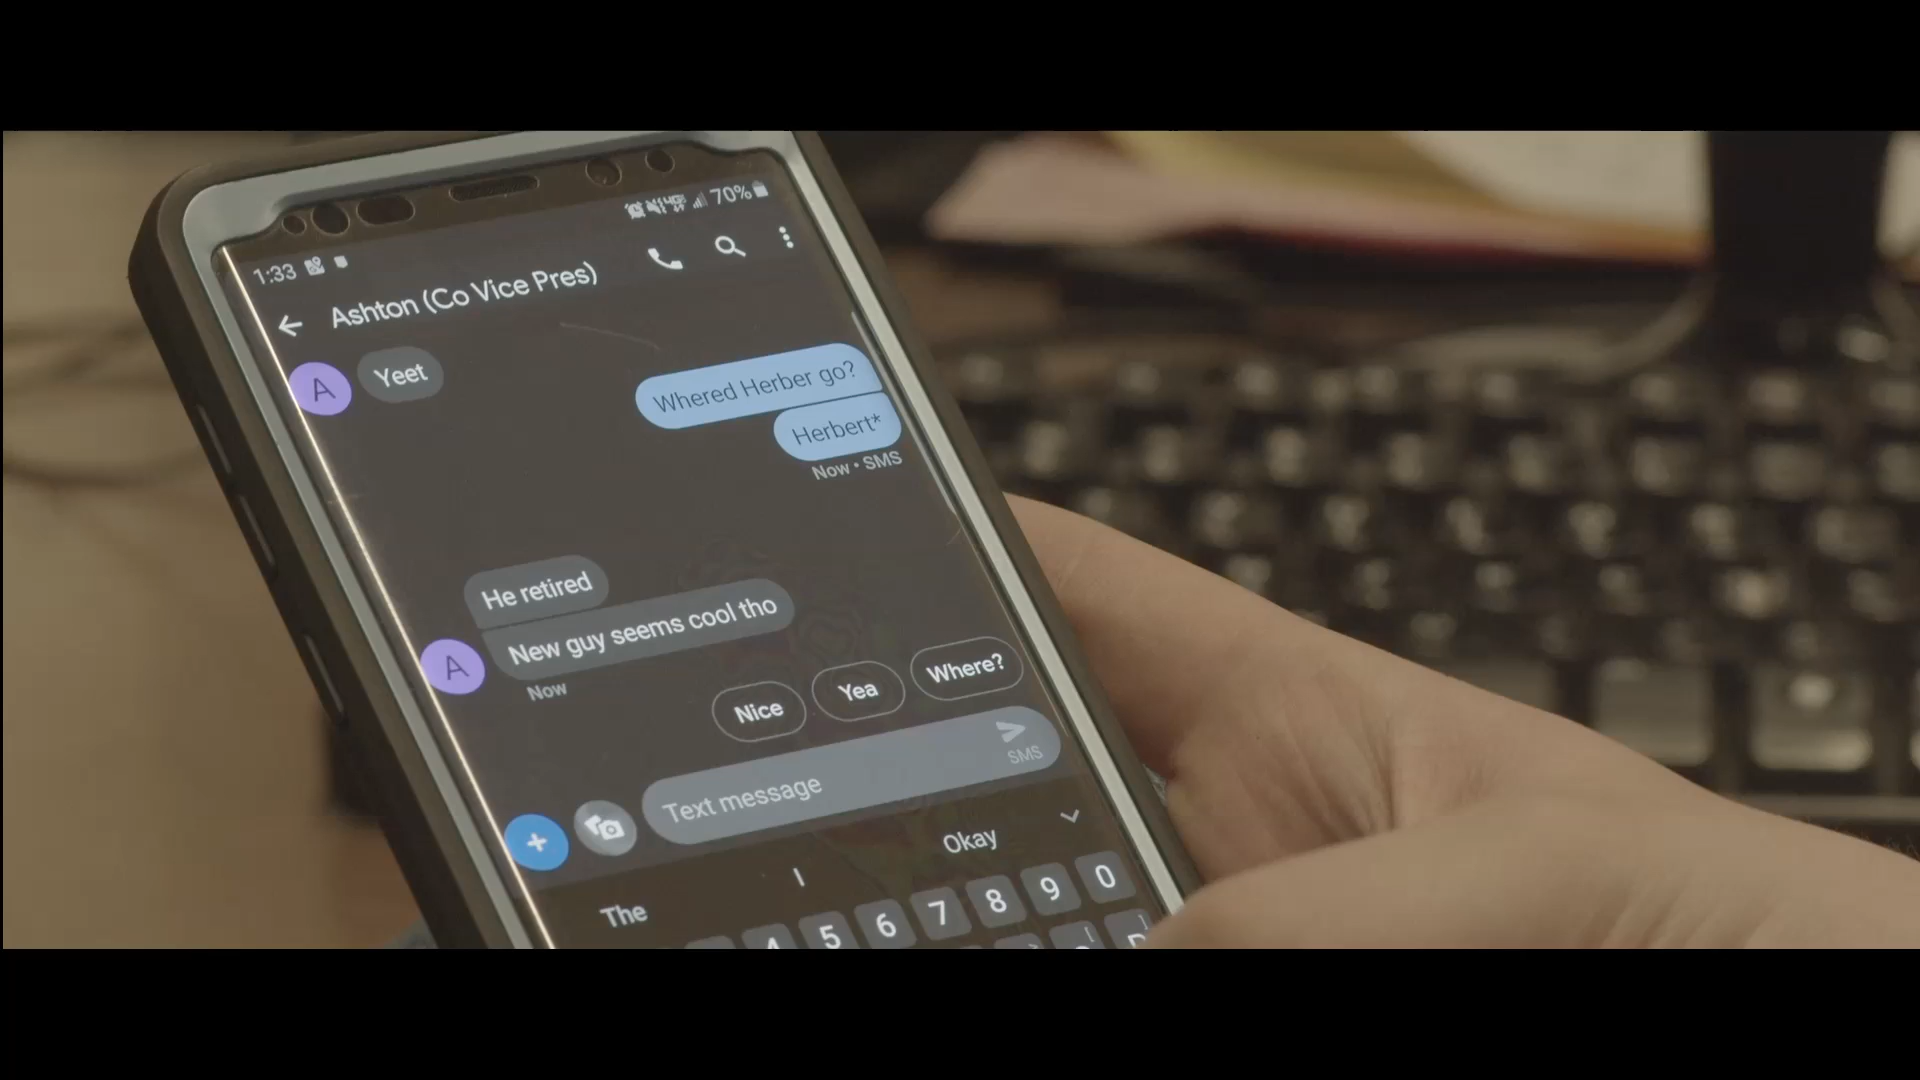 1:33
70%
Ashton (Co Vice Pres)
A
Yeet
Whered Herber go?
Herbert*
Now • SMS
He retired
New guy seems cool tho
A
Now
Nice
Yea
Where?
Text message
SMS
The
I
Okay
4 5 6 7 8 9 0